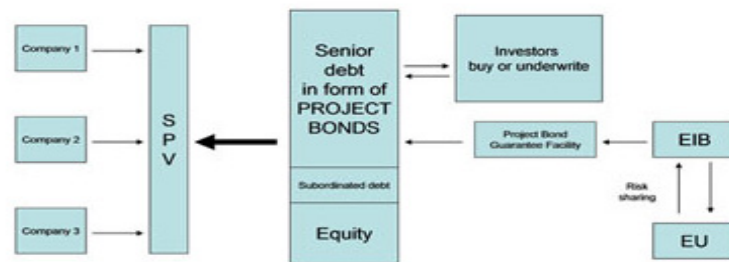 Company 1
Company 2
Company 3
S
P
V
Senior
debt
in form of
PROJECT
BONDS
Subordinated debt
Equity
Investors
buy or underwrite
Project Bond
Guarantee Facility
EIB
Risk
sharing
EU